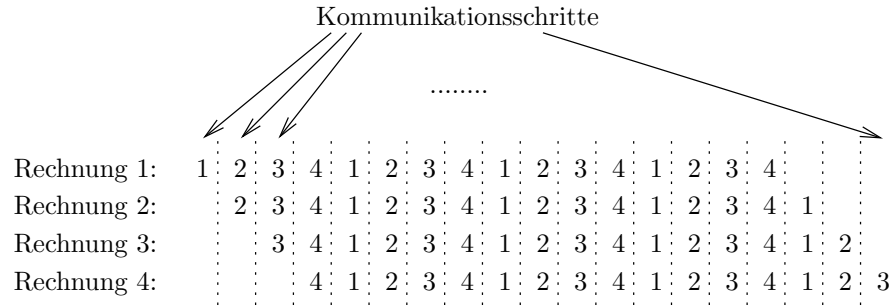 Kommunikationsschritte
........
Rechnung 1: 1 2 3 4 1 2 3 4 1 2 3 4 1 2 3 4
Rechnung 2: 2 3 4 1 2 3 4 1 2 3 4 1 2 3 4 1
Rechnung 3: 3 4 1 2 3 4 1 2 3 4 1 2 3 4 1 2
Rechnung 4: 4 1 2 3 4 1 2 3 4 1 2 3 4 1 2 3